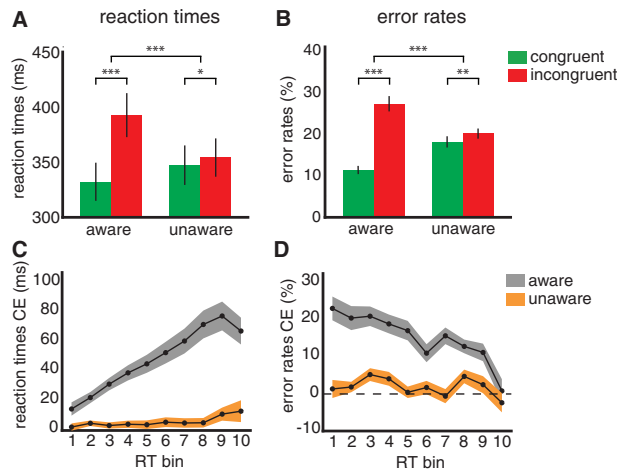 A
reaction times
reaction times (ms)
450
400
350
300
***
***
*
aware
unaware
B
error rates
error rates (%)
40
30
20
10
0
***
***
**
aware
unaware
congruent
incongruent
C
reaction times CE (ms)
100
80
60
40
20
0
1 2 3 4 5 6 7 8 9 10
RT bin
D
error rates CE (%)
30
20
10
0
-10
1 2 3 4 5 6 7 8 9 10
RT bin
aware
unaware